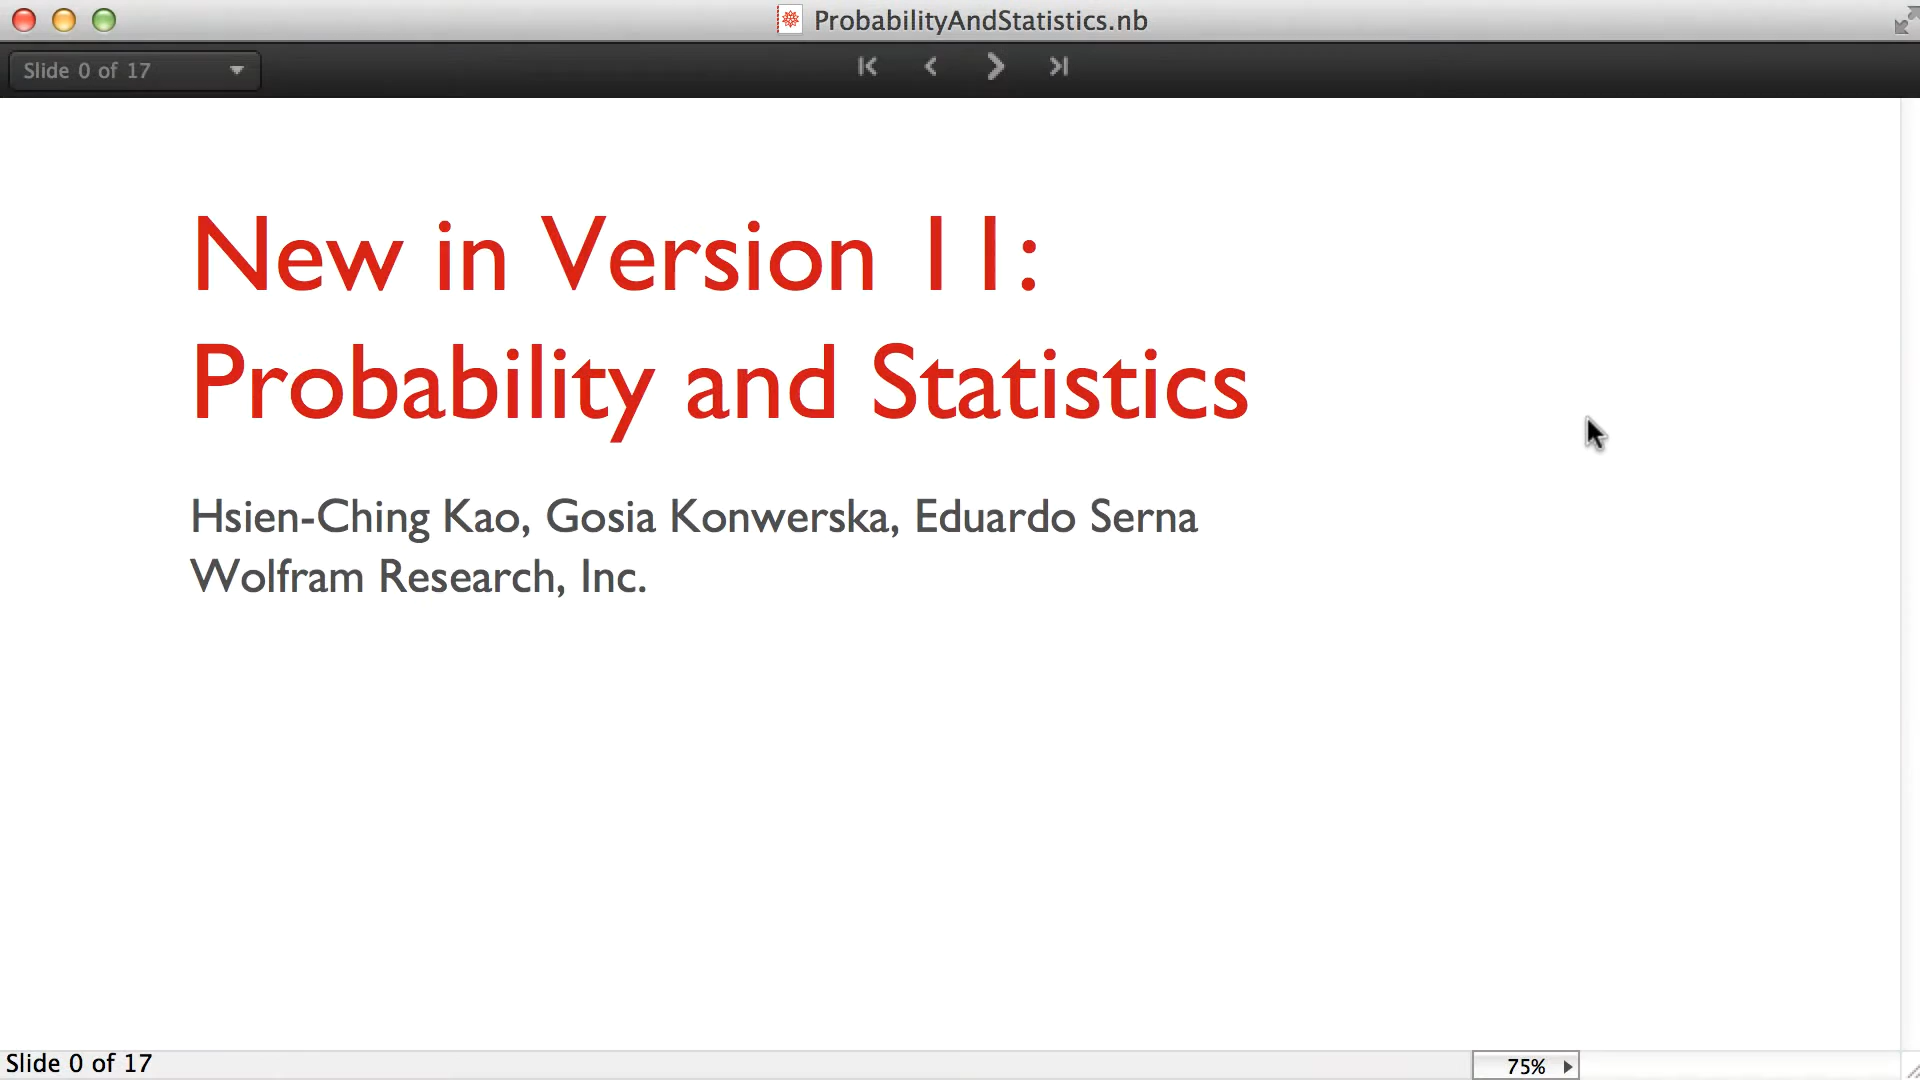 ProbabilityAndStatistics.nb
Slide 0 of 17
New in Version 11:
Probability and Statistics
Hsien-Ching Kao, Gosia Konwerska, Eduardo Serna
Wolfram Research, Inc.
Slide 0 of 17
75%